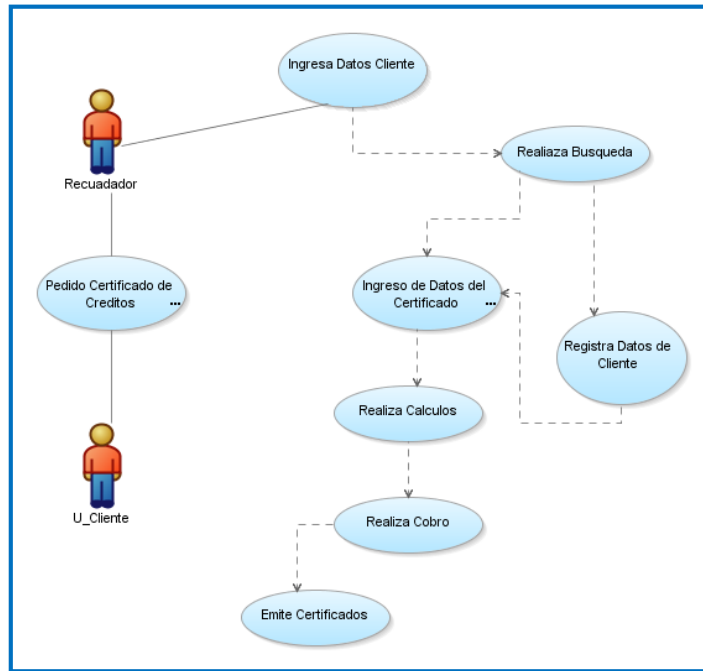 Ingresa Datos Cliente
Realiaza Busqueda
Recuadador
Pedido Certificado de
Creditos
...
Ingreso de Datos del
Certificado
...
Registra Datos de
Cliente
Realiza Calculos
U_Cliente
Realiza Cobro
Emite Certificados